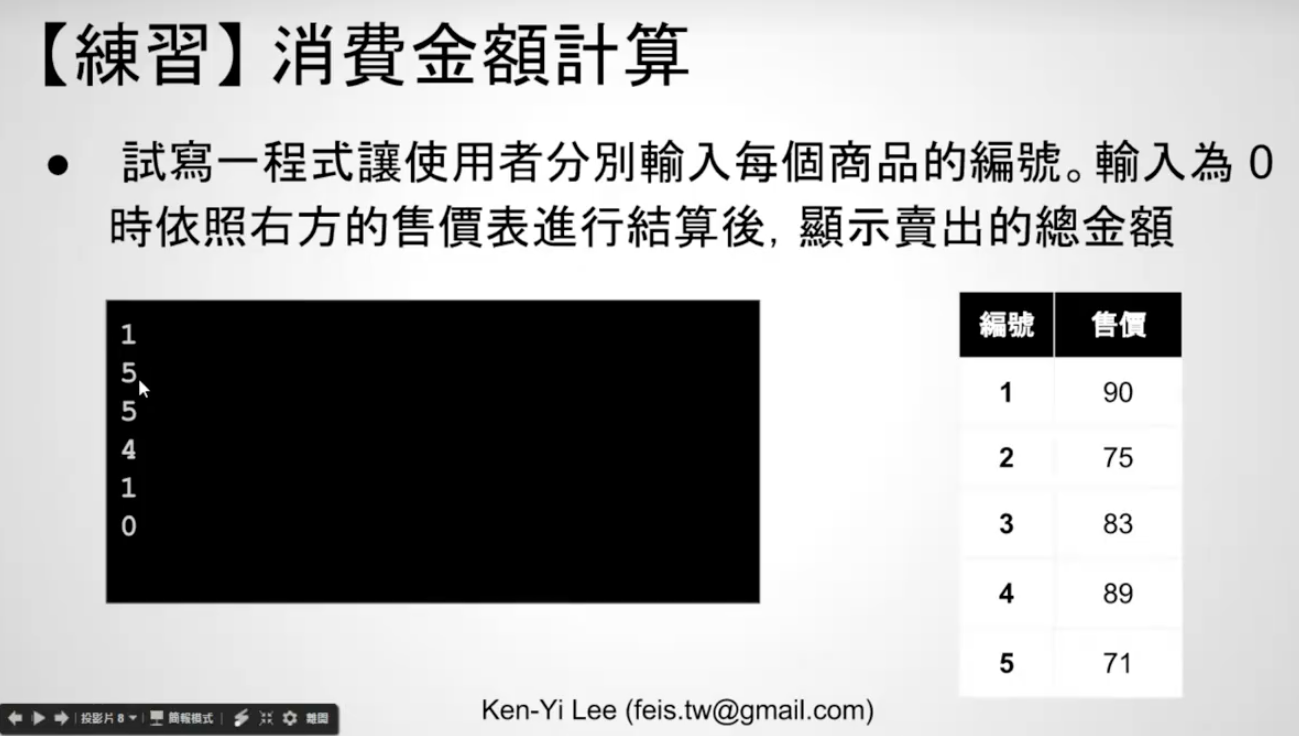 【練習】消費金額計算
● 試寫一程式讓使用者分別輸入每個商品的編號。輸入為 0
時依照右方的售價表進行結算後, 顯示賣出的總金額
1
5
5
4
1
0
編號 售價
1 90
2 75
3 83
4 89
5 71
Ken-Yi Lee (feis.tw@gmail.com)
投影片 8 簡報模式 離開